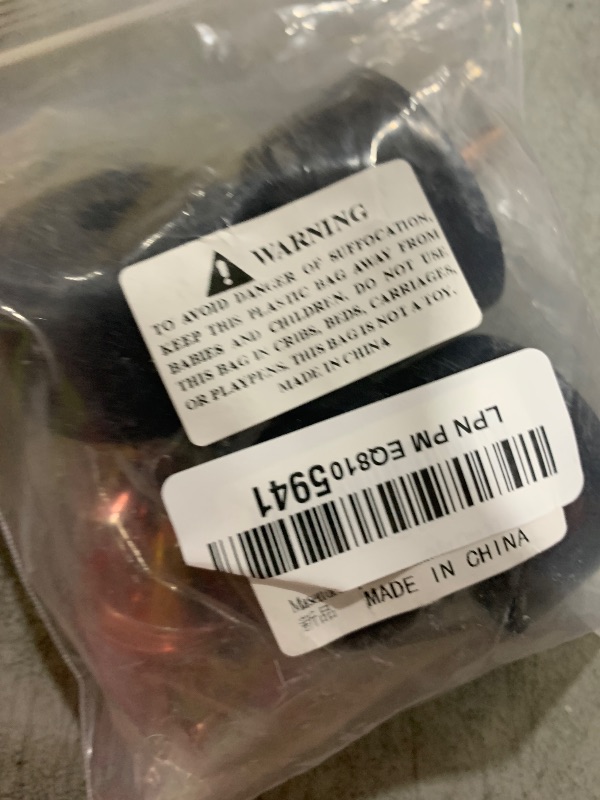 WARNING
TO AVOID DANGER OF SUFFOCATION,
KEEP THIS PLASTIC BAG AWAY FROM
BABIES AND CHILDREN. DO NOT USE
THIS BAG IN CRIBS, BEDS, CARRIAGES,
OR PLAYPENS. THIS BAG IS NOT A TOY.
MADE IN CHINA
LPN PM EQ8105941
新品
MADE IN CHINA